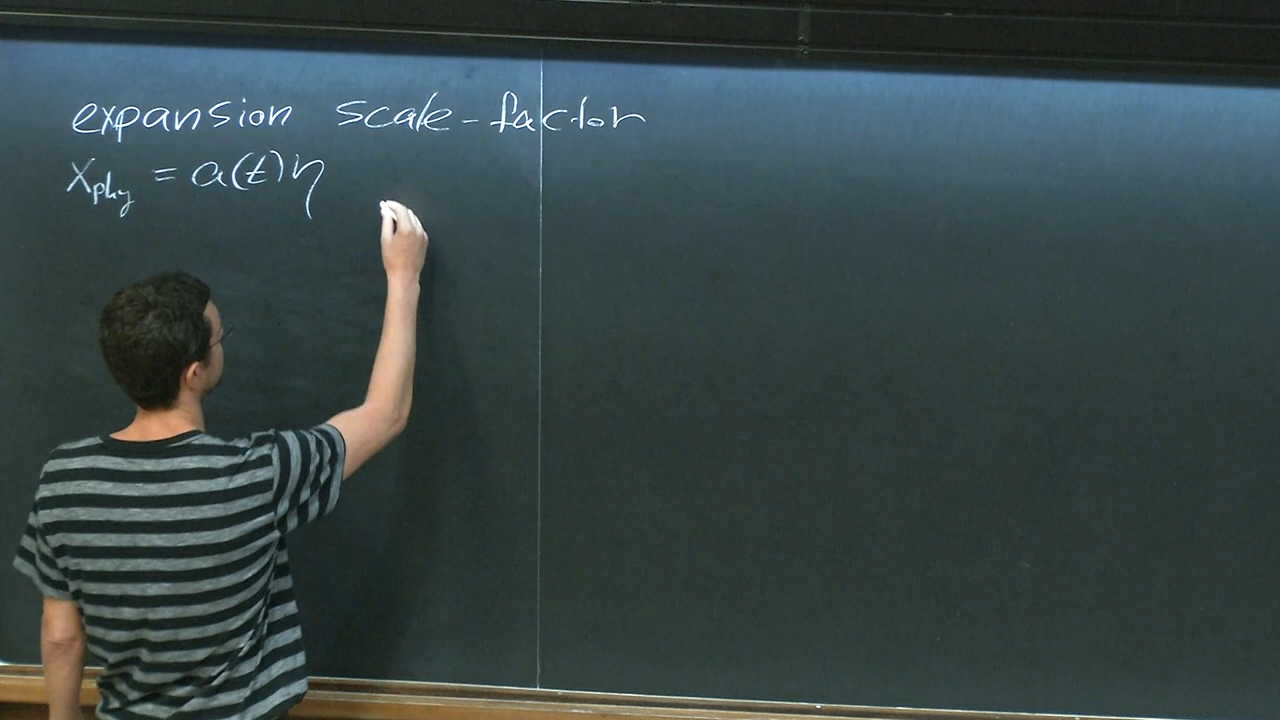 expansion scale-factor
x_phy = a(t)η